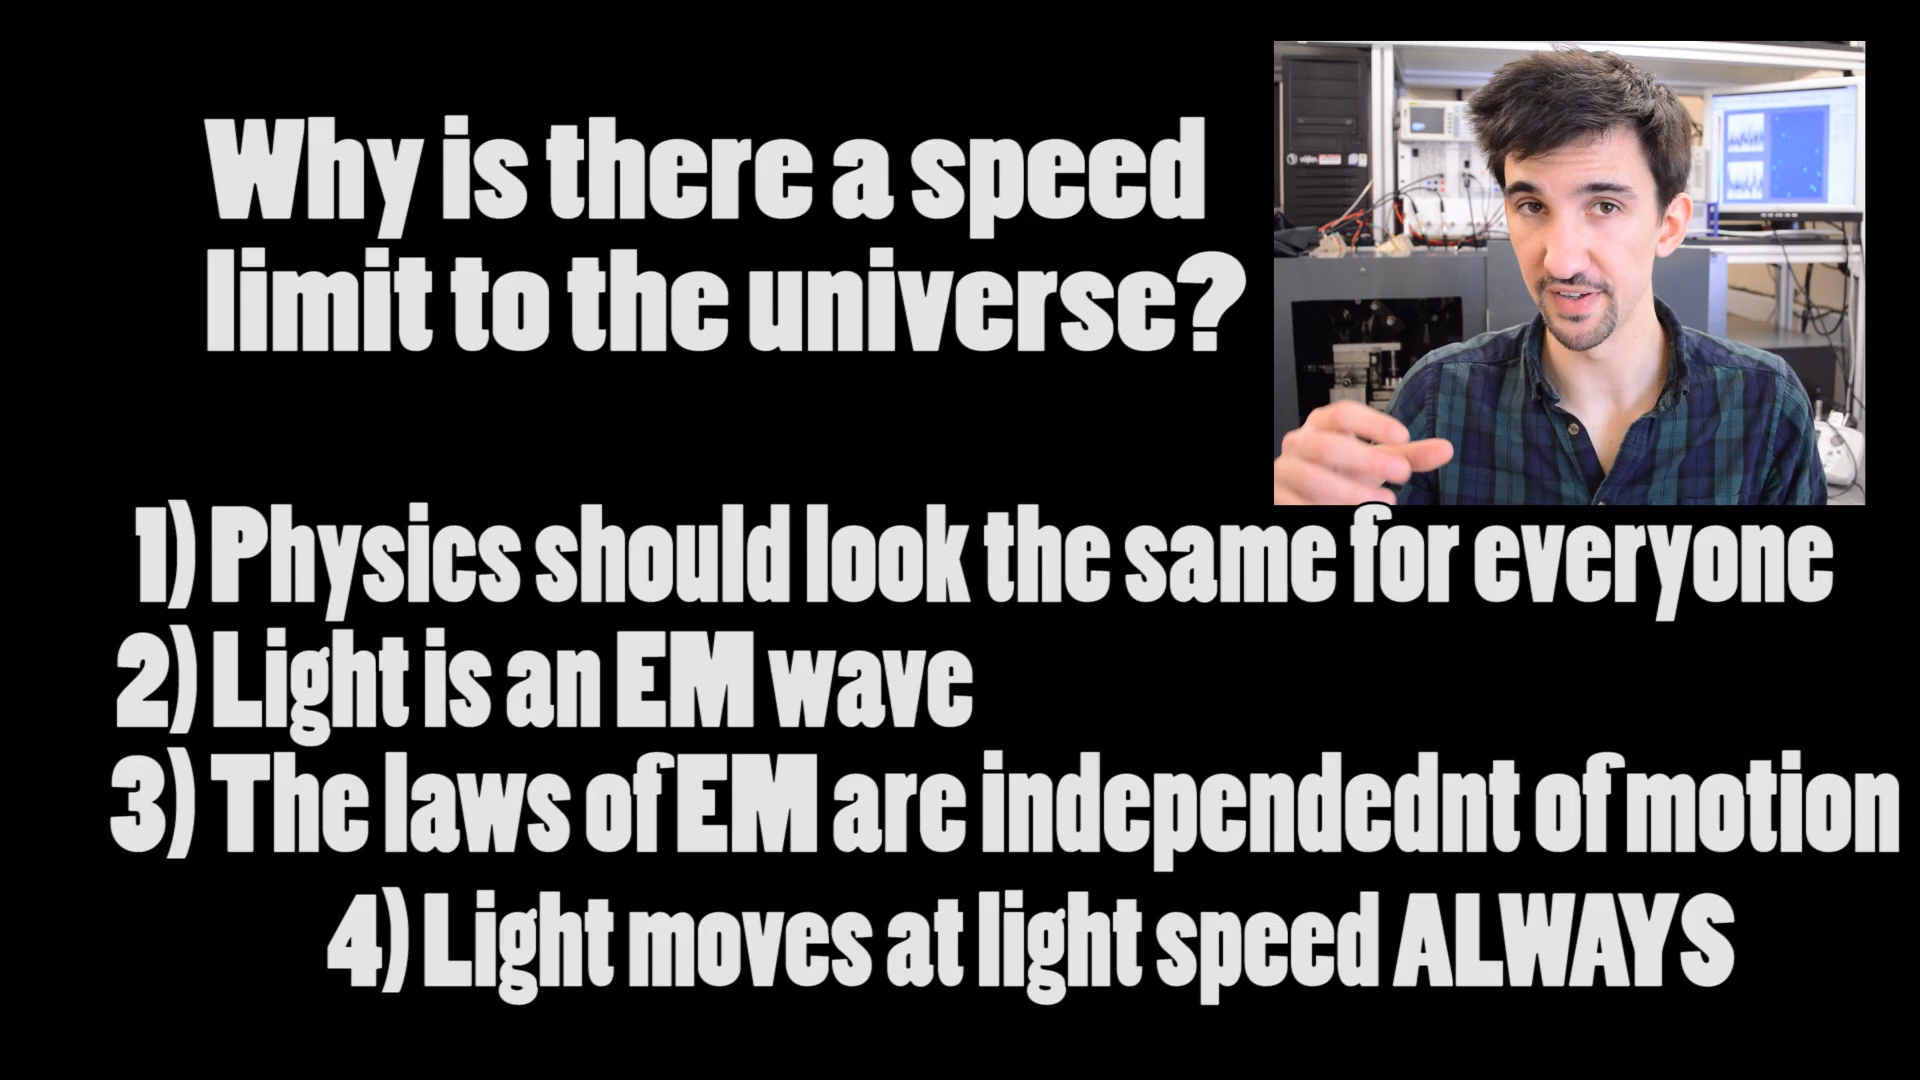 Why is there a speed
limit to the universe?
1) Physics should look the same for everyone
2) Light is an EM wave
3) The laws of EM are independednt of motion
4) Light moves at light speed ALWAYS